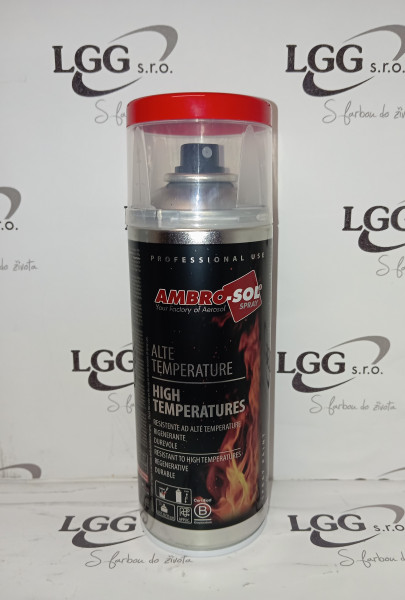 LGG s.r.o.
S farbou do života
LGG s.r.o.
S farbou do
LGG
do života
LGG
PROFESSIONAL USE
AMBRO-SOL
SPRAY
Your Factory of Aerosol
ALTE
TEMPERATURE
HIGH
TEMPERATURES
RESISTENTE AD ALTE TEMPERATURE
RIGENERANTE
DUREVOLE
RESISTANT TO HIGH TEMPERATURES
REGENERATIVE
DURABLE
B
LGG s.r.o.
S farbou
LGG s.r.o.
S farbou do života
LGG
S farbou do života
LGG s.r.o.
S farbou do života